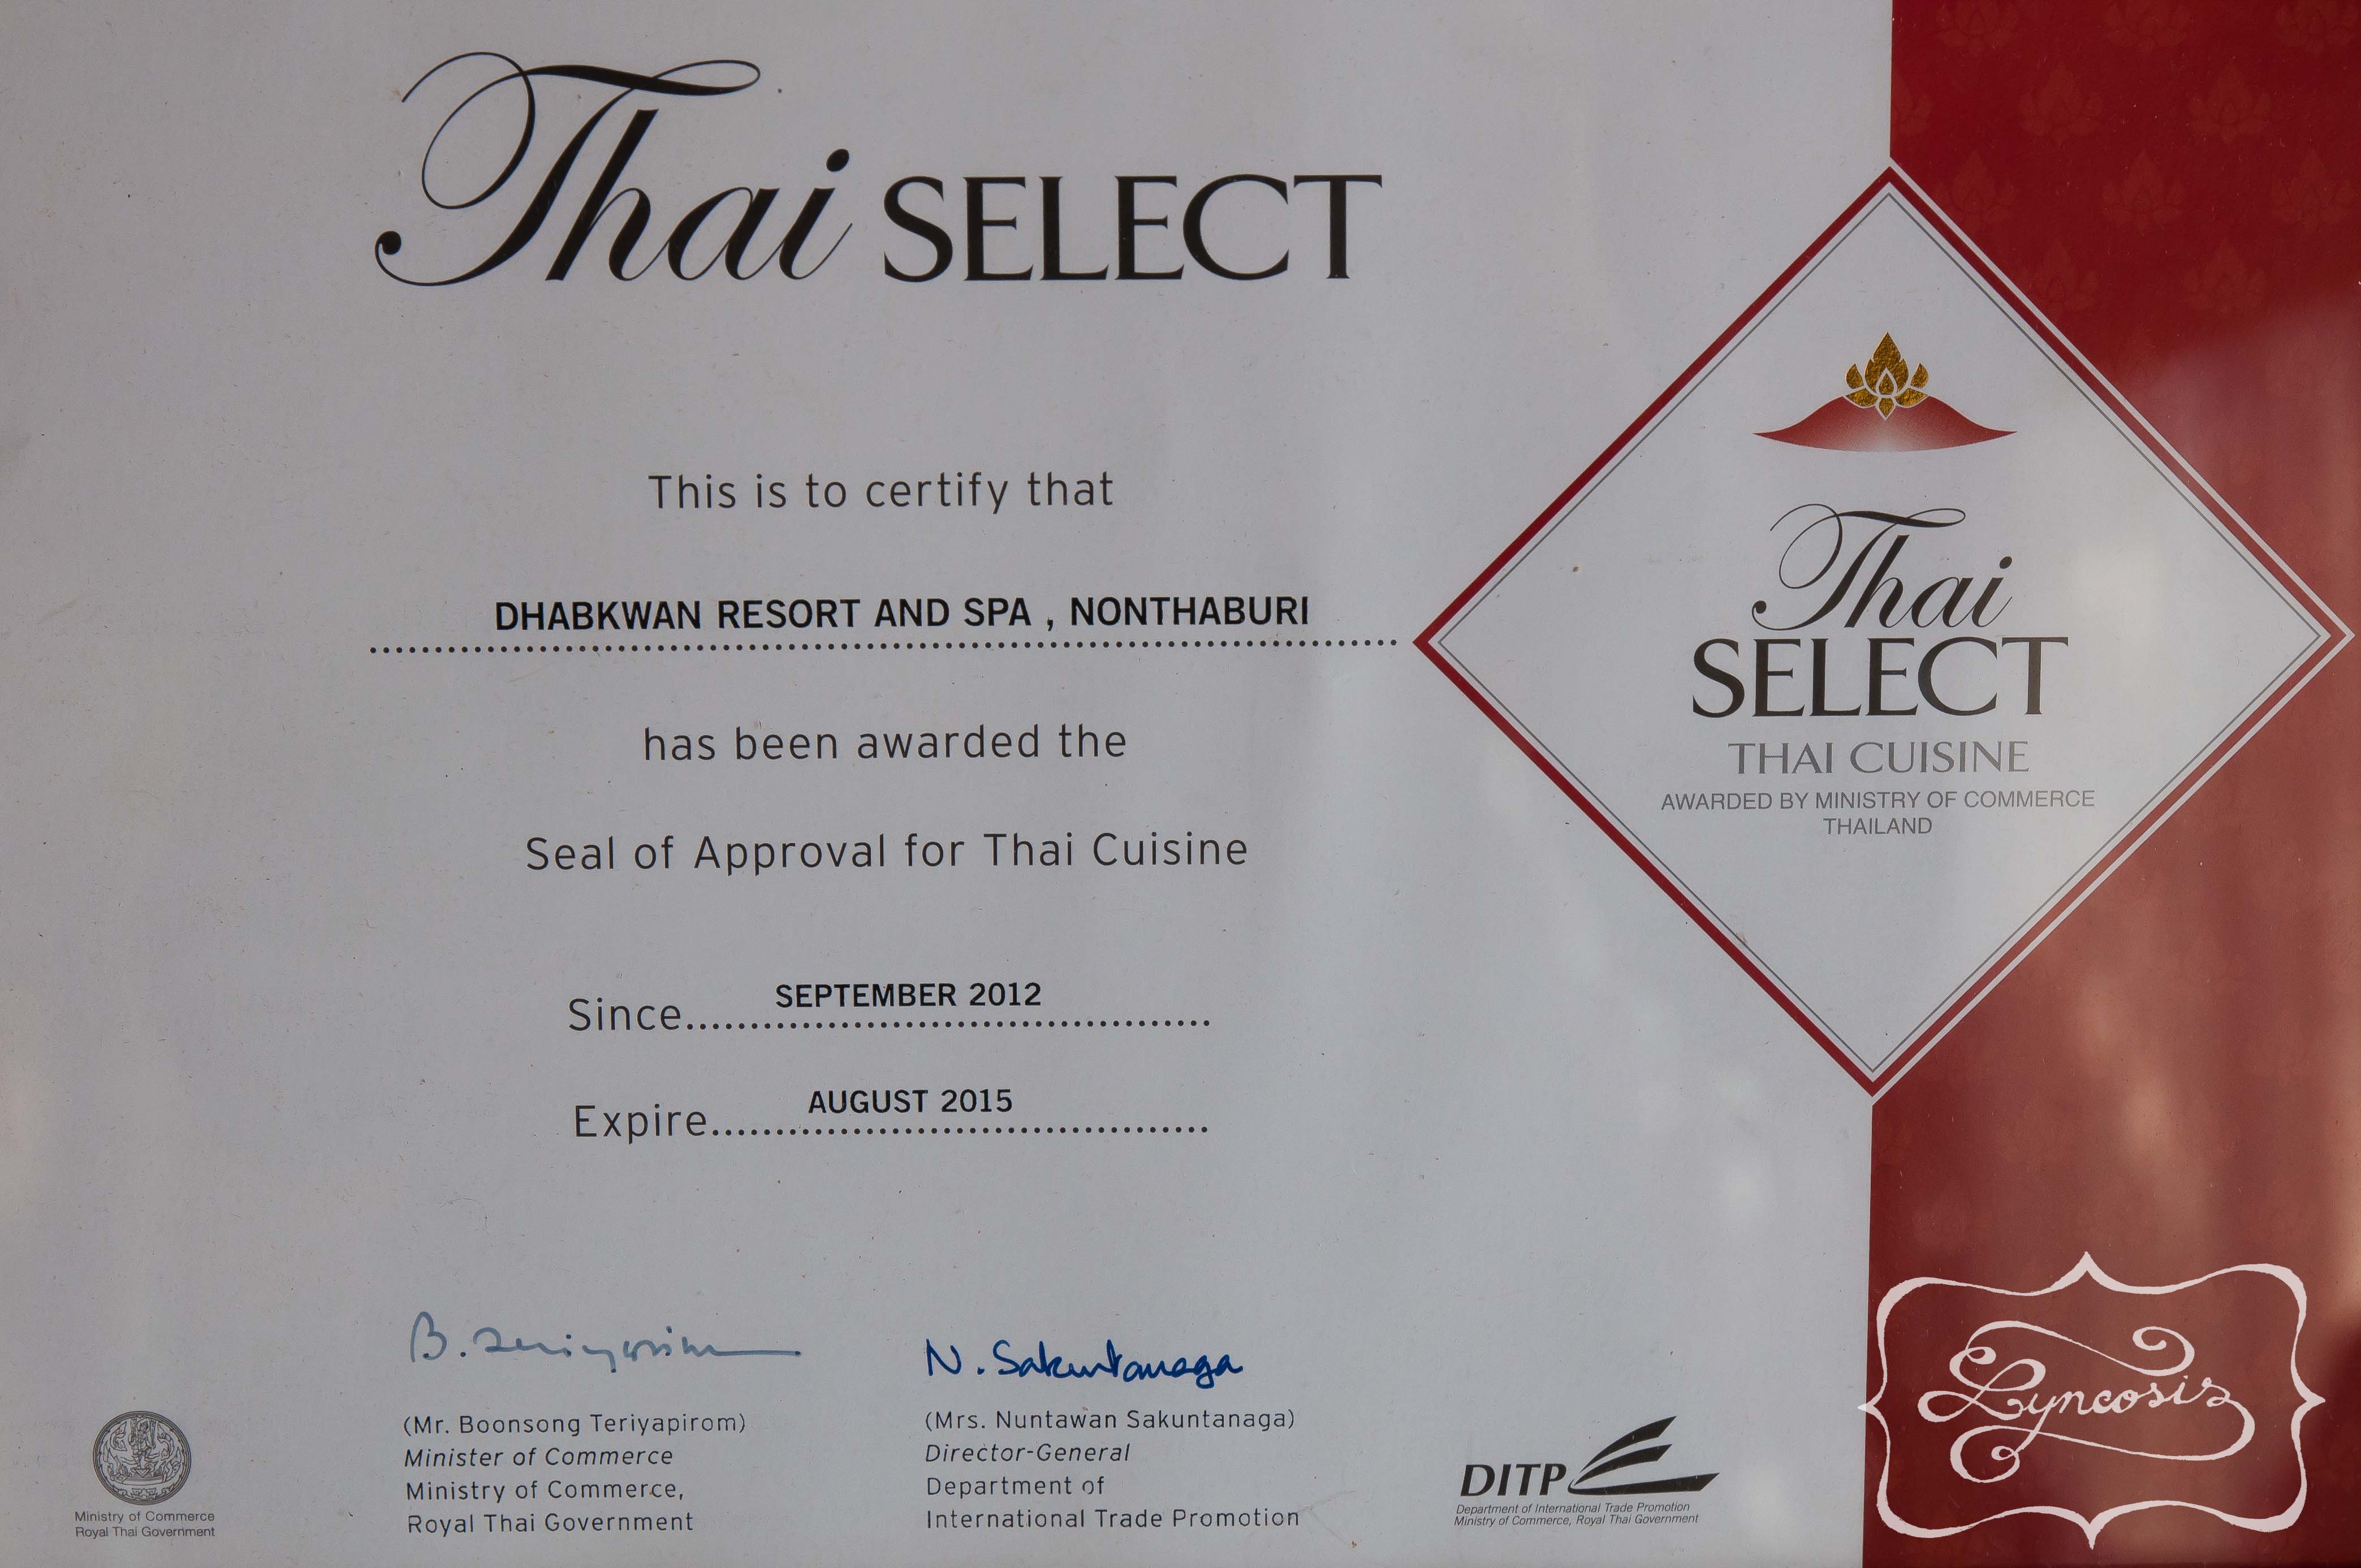 Thai SELECT
This is to certify that
DHABKWAN RESORT AND SPA , NONTHABURI
has been awarded the
Seal of Approval for Thai Cuisine
Since SEPTEMBER 2012
Expire AUGUST 2015
Thai
SELECT
THAI CUISINE
AWARDED BY MINISTRY OF COMMERCE
THAILAND
Ministry of Commerce
Royal Thai Government
B. Teriyapirom
(Mr. Boonsong Teriyapirom)
Minister of Commerce
Ministry of Commerce,
Royal Thai Government
N. Sakuntanaga
(Mrs. Nuntawan Sakuntanaga)
Director-General
Department of
International Trade Promotion
DITP
Department of International Trade Promotion
Ministry of Commerce, Royal Thai Government
Lyncosis